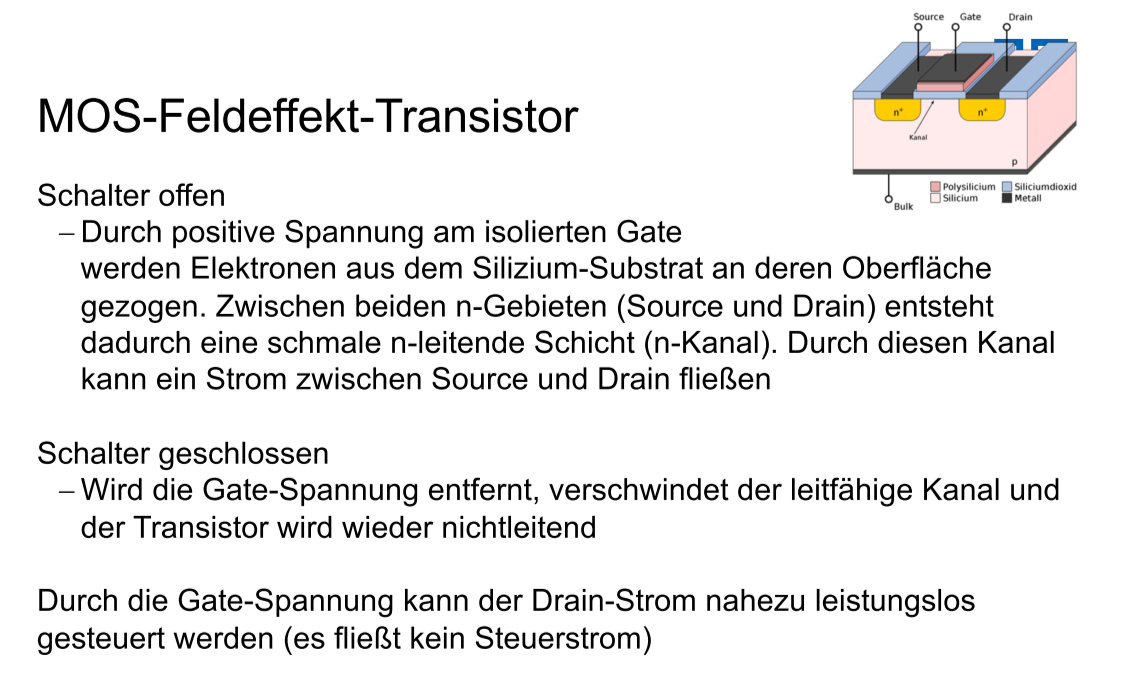 Source Gate Drain
MOS-Feldeffekt-Transistor
n+ n+
Kanal
p
Polysilicium Siliciumdioxid
Silicium Metall
Bulk
Schalter offen
– Durch positive Spannung am isolierten Gate
werden Elektronen aus dem Silizium-Substrat an deren Oberfläche
gezogen. Zwischen beiden n-Gebieten (Source und Drain) entsteht
dadurch eine schmale n-leitende Schicht (n-Kanal). Durch diesen Kanal
kann ein Strom zwischen Source und Drain fließen
Schalter geschlossen
– Wird die Gate-Spannung entfernt, verschwindet der leitfähige Kanal und
der Transistor wird wieder nichtleitend
Durch die Gate-Spannung kann der Drain-Strom nahezu leistungslos
gesteuert werden (es fließt kein Steuerstrom)